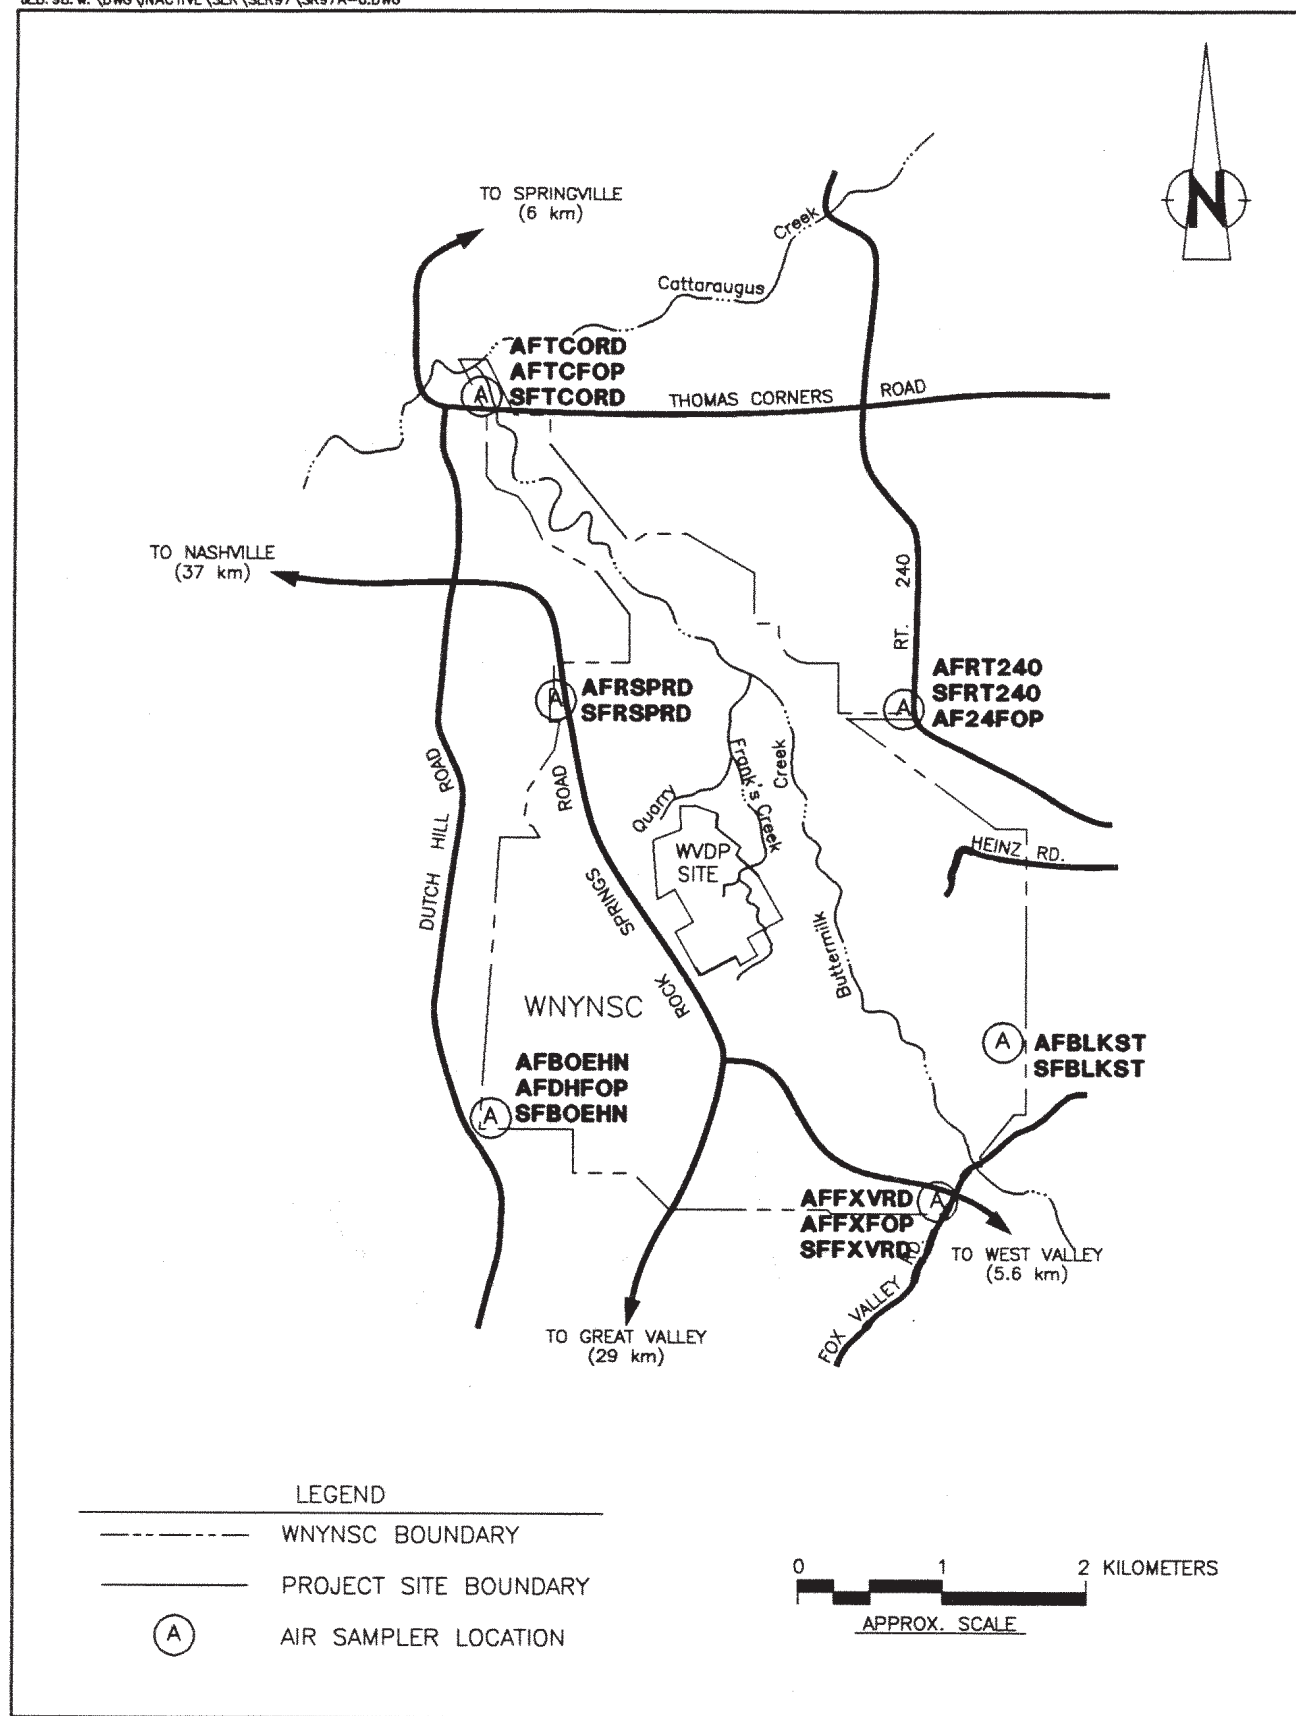 N
TO SPRINGVILLE
(6 km)
Creek
Cattaraugus
AFTCORD
AFTCFOP
SFTCORD
A
THOMAS CORNERS ROAD
TO NASHVILLE
(37 km)
RT. 240
AFRT240
SFRT240
AF24FOP
A
AFRSPRD
SFRSPRD
A
DUTCH HILL ROAD
ROCK SPRINGS ROAD
Quarry
Frank's Creek
Buttermilk Creek
WVDP
SITE
HEINZ RD.
WNYNSC
A
AFBLKST
SFBLKST
AFBOEHN
AFDHFOP
SFBOEHN
A
AFFXVRD
AFFXFOP
SFFXVRD
A
TO WEST VALLEY
(5.6 km)
FOX VALLEY RD.
TO GREAT VALLEY
(29 km)
LEGEND
WNYNSC BOUNDARY
PROJECT SITE BOUNDARY
A AIR SAMPLER LOCATION
0 1 2 KILOMETERS
APPROX. SCALE